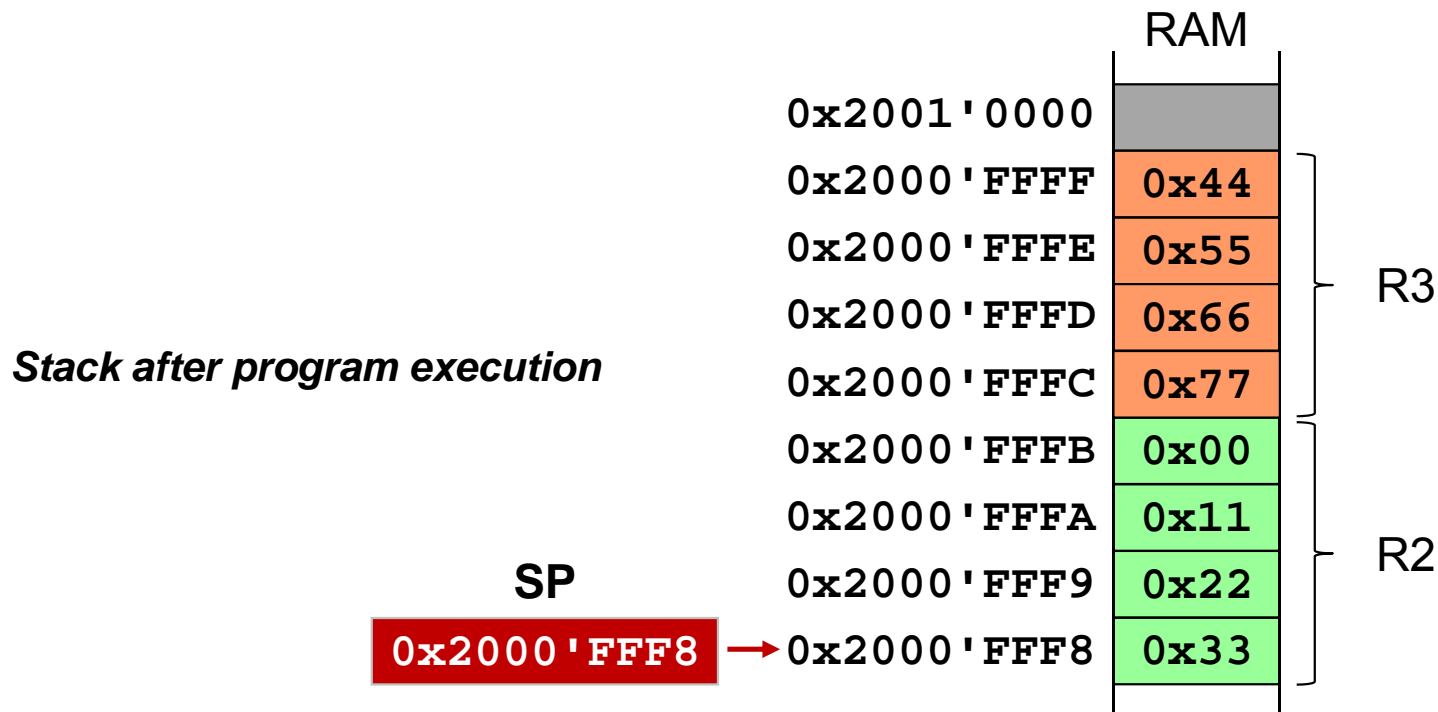 RAM
0x2001'0000
0x2000'FFFF 0x44
0x2000'FFFE 0x55
R3
0x2000'FFFD 0x66
Stack after program execution
0x2000'FFFC 0x77
0x2000'FFFB 0x00
0x2000'FFFA 0x11
R2
SP
0x2000'FFF9 0x22
0x2000'FFF8 0x2000'FFF8 0x33